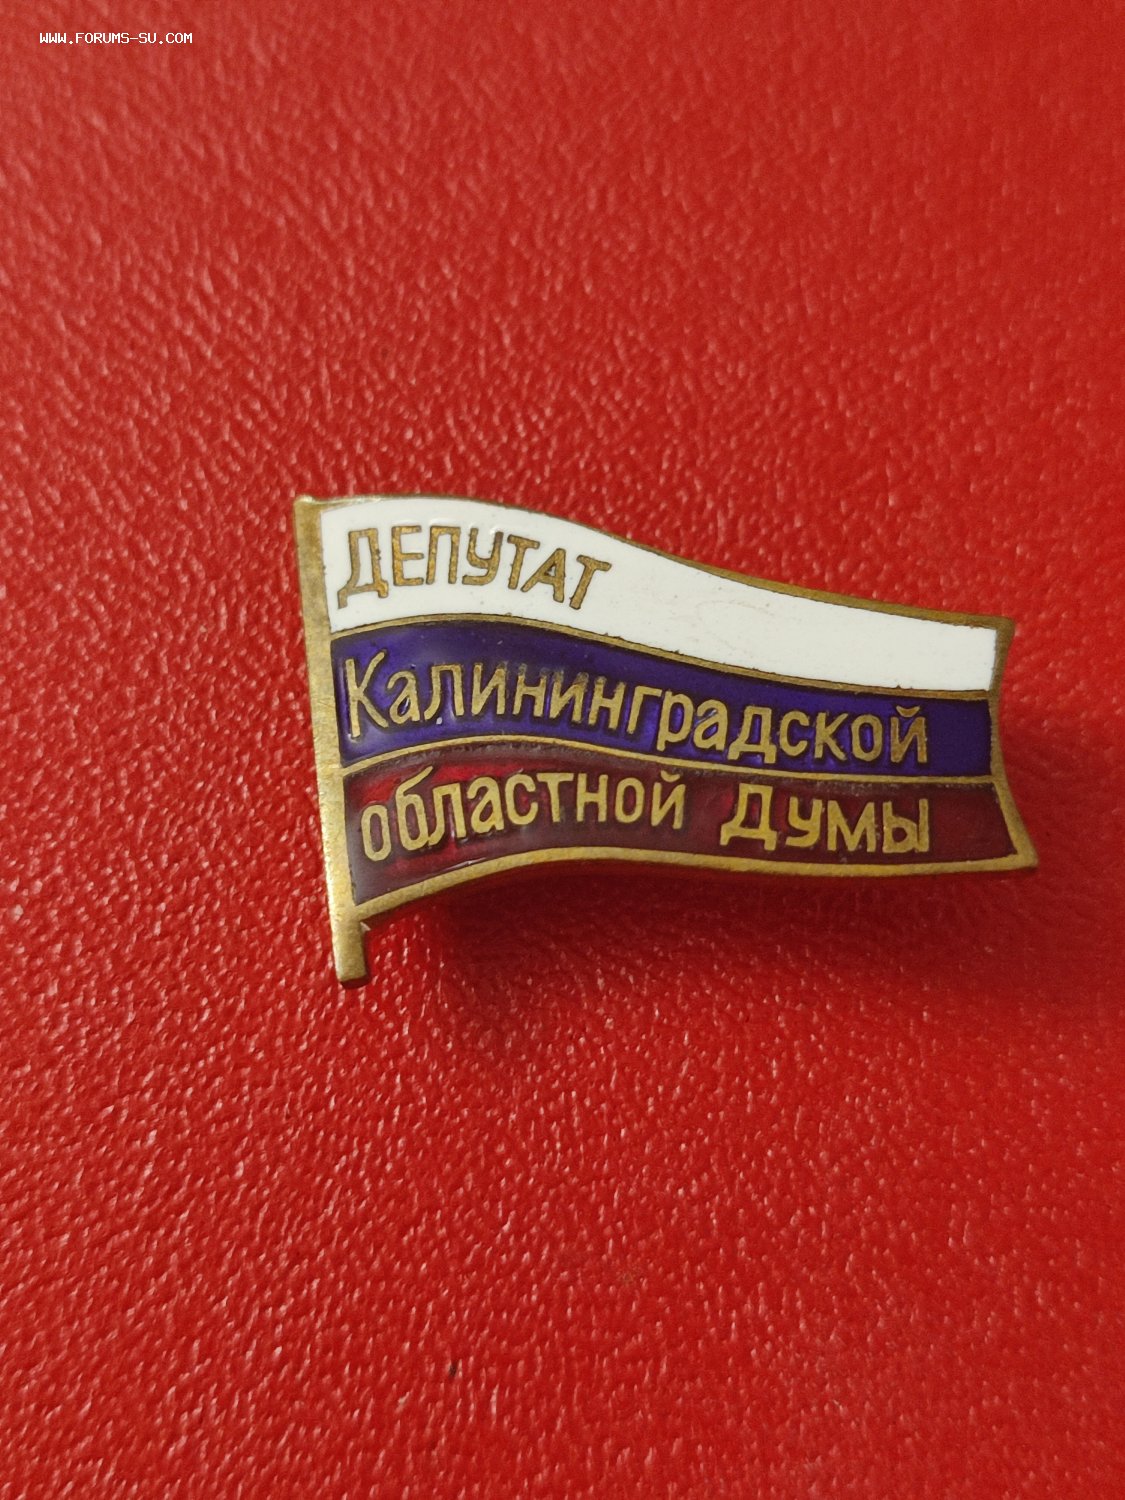 WWW.FORUMS-SU.COM
ДЕПУТАТ
Калининградской
областной Думы